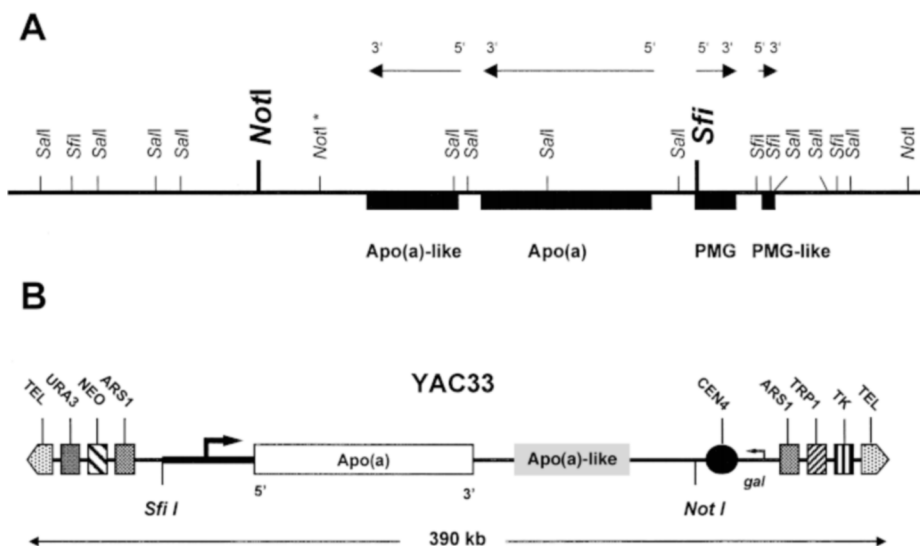 A
3' 5' 3' 5' 5' 3' 5' 3'
SalI SfiI SalI SalI SalI NotI NotI * SalI SalI SalI SalI Sfi SfiI SfiI SalI SalI SfiI SalI NotI
Apo(a)-like Apo(a) PMG PMG-like
B
YAC33
TEL URA3 NEO ARS1 CEN4 ARS1 TRP1 TK TEL
Apo(a) Apo(a)-like
5' 3' gal
Sfi I Not I
390 kb